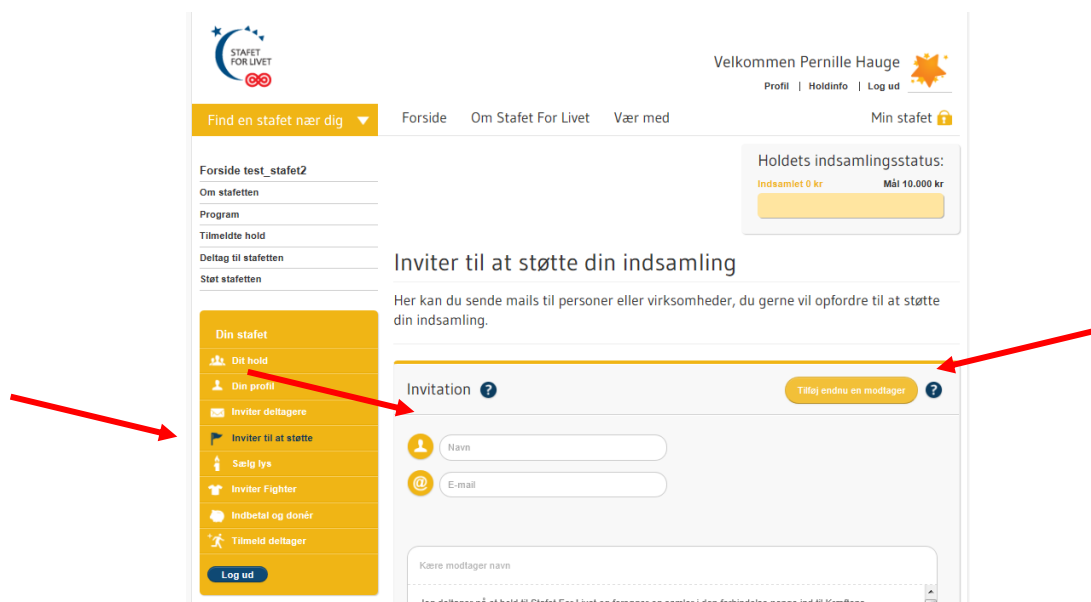 STAFET
FOR LIVET
Velkommen Pernille Hauge
Profil | Holdinfo | Log ud
Find en stafet nær dig
Forside Om Stafet For Livet Vær med
Min stafet
Forside test_stafet2
Om stafetten
Program
Tilmeldte hold
Deltag til stafetten
Støt stafetten
Holdets indsamlingsstatus:
Indsamlet 0 kr Mål 10.000 kr
Din stafet
Dit hold
Din profil
Inviter deltagere
Inviter til at støtte
Sælg lys
Inviter Fighter
Indbetal og donér
Tilmeld deltager
Log ud
Inviter til at støtte din indsamling
Her kan du sende mails til personer eller virksomheder, du gerne vil opfordre til at støtte
din indsamling.
Invitation ?
Tilføj endnu en modtager ?
Navn
@ E-mail
Kære modtager navn